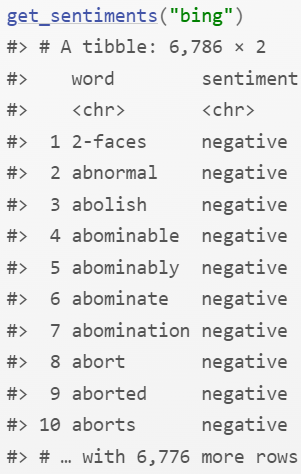 get_sentiments("bing")
#> # A tibble: 6,786 × 2
#>    word        sentiment
#>    <chr>       <chr>
#>  1 2-faces     negative
#>  2 abnormal    negative
#>  3 abolish     negative
#>  4 abominable  negative
#>  5 abominably  negative
#>  6 abominate   negative
#>  7 abomination negative
#>  8 abort       negative
#>  9 aborted     negative
#> 10 aborts      negative
#> # … with 6,776 more rows